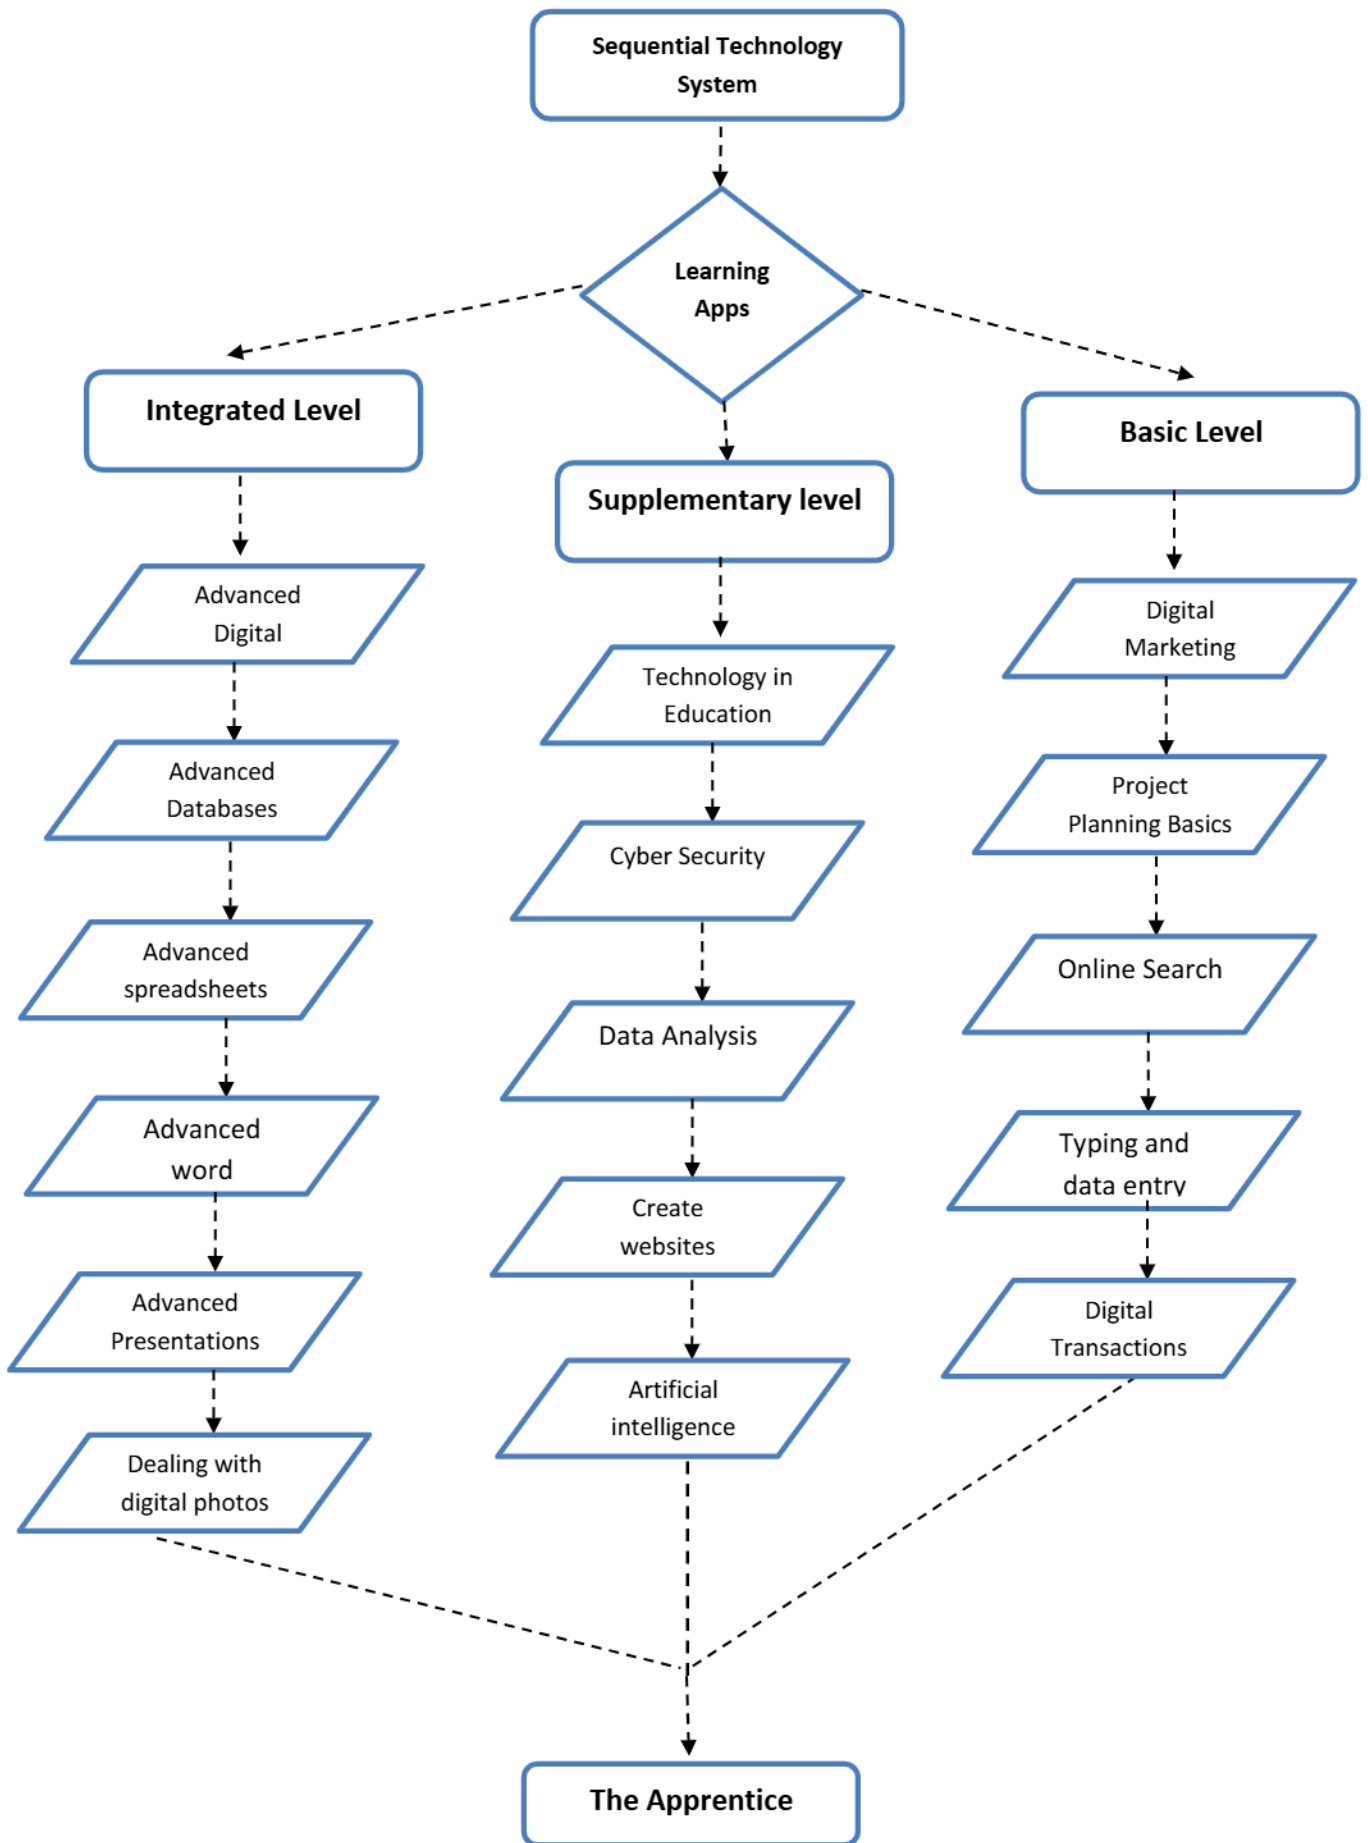 Sequential Technology
System
Learning
Apps
Integrated Level
Advanced
Digital
Advanced
Databases
Advanced
spreadsheets
Advanced
word
Advanced
Presentations
Dealing with
digital photos
Supplementary level
Technology in
Education
Cyber Security
Data Analysis
Create
websites
Artificial
intelligence
Basic Level
Digital
Marketing
Project
Planning Basics
Online Search
Typing and
data entry
Digital
Transactions
The Apprentice